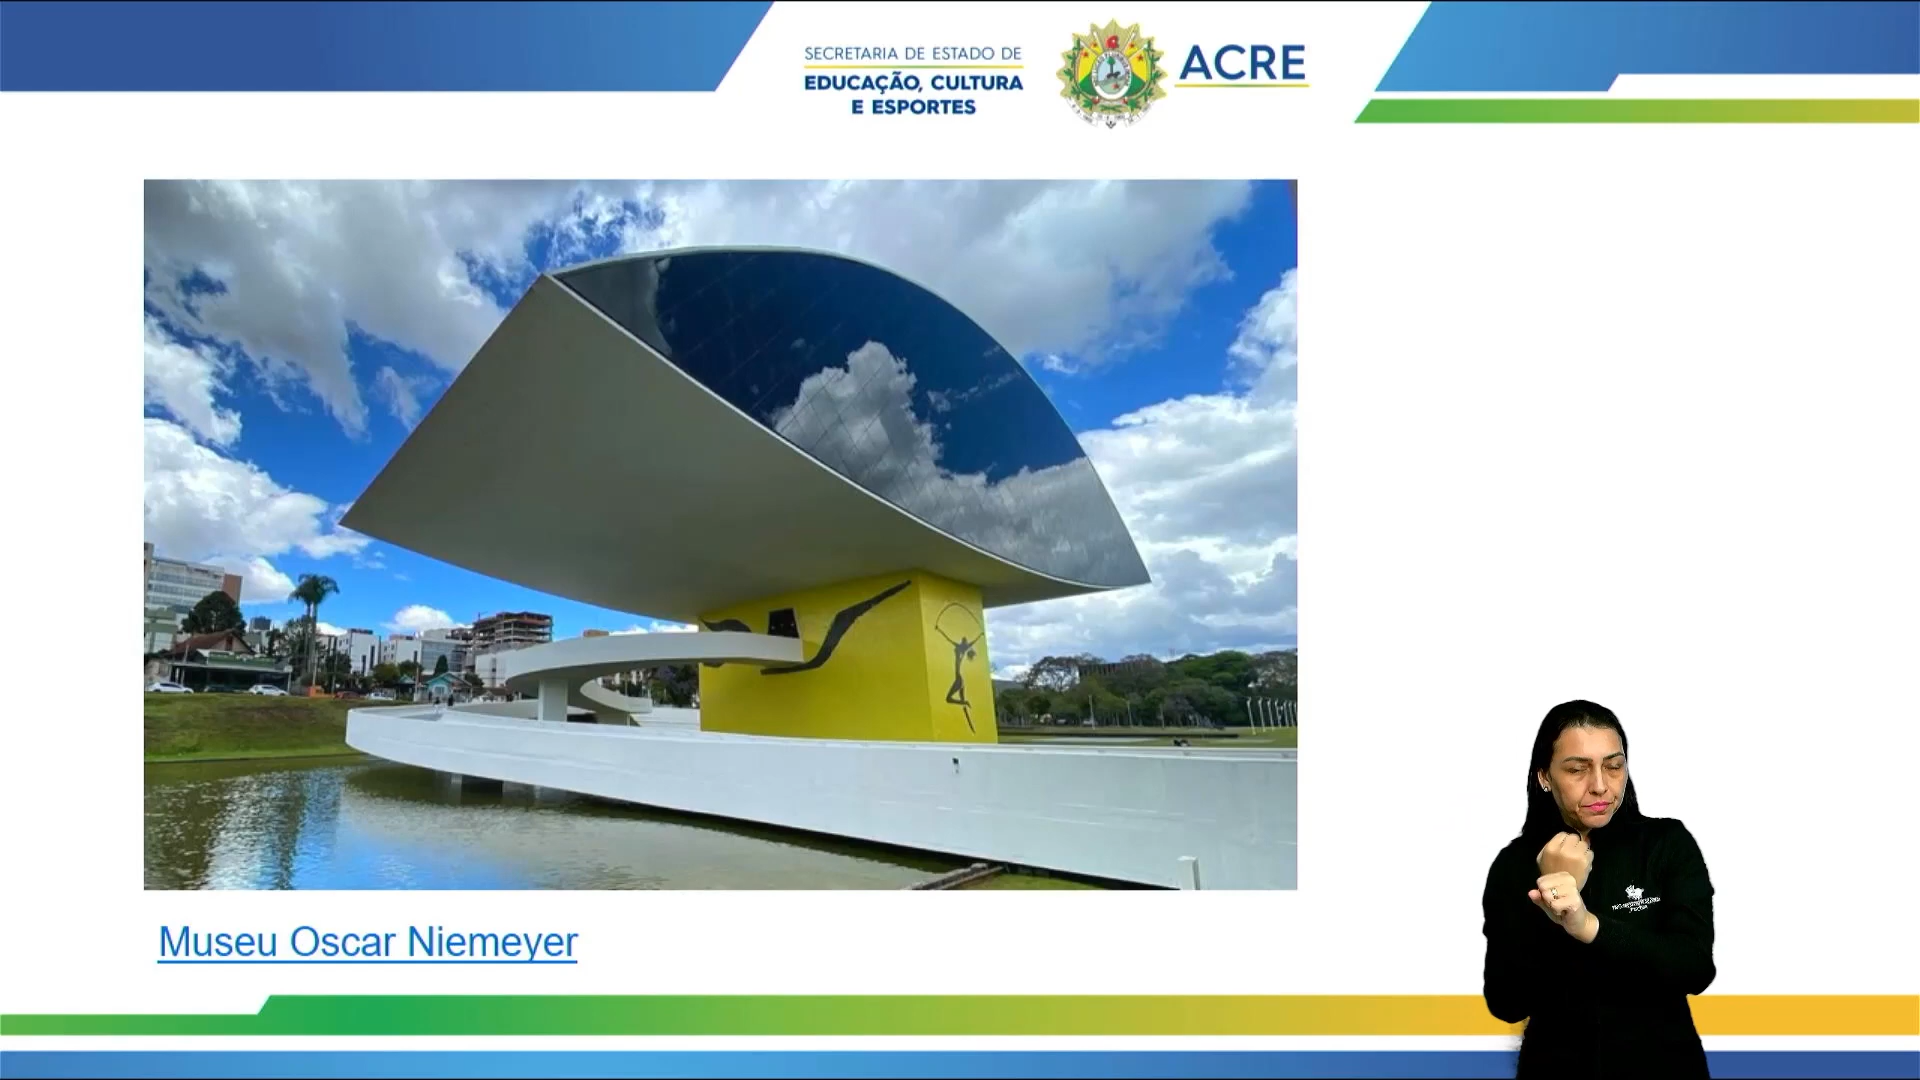 SECRETARIA DE ESTADO DE
EDUCAÇÃO, CULTURA
E ESPORTES
ACRE
Museu Oscar Niemeyer